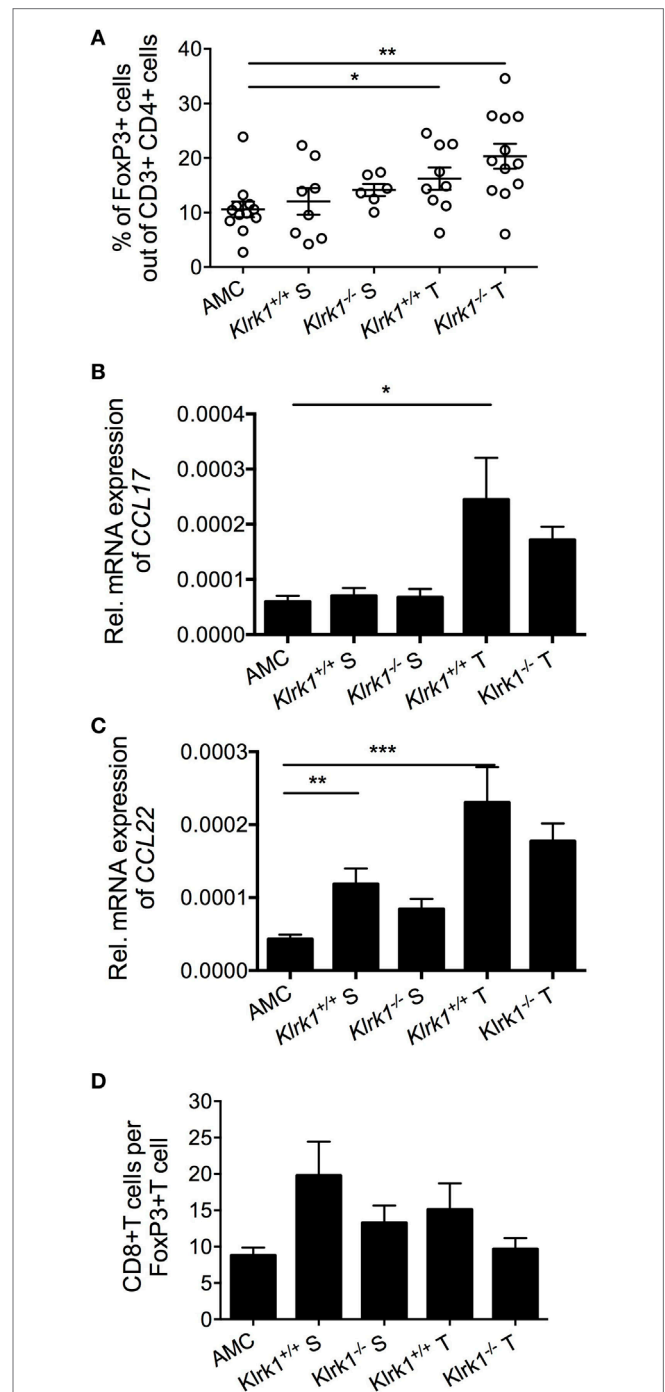 A
% of FoxP3+ cells
out of CD3+ CD4+ cells
40
30
20
10
0
**
*
AMC
Klrk1+/+ S
Klrk1-/- S
Klrk1+/+ T
Klrk1-/- T
B
Rel. mRNA expression
of CCL17
0.0004
0.0003
0.0002
0.0001
0.0000
*
AMC
Klrk1+/+ S
Klrk1-/- S
Klrk1+/+ T
Klrk1-/- T
C
Rel. mRNA expression
of CCL22
0.0003
0.0002
0.0001
0.0000
***
**
AMC
Klrk1+/+ S
Klrk1-/- S
Klrk1+/+ T
Klrk1-/- T
D
CD8+T cells per
FoxP3+T cell
30
25
20
15
10
5
0
AMC
Klrk1+/+ S
Klrk1-/- S
Klrk1+/+ T
Klrk1-/- T